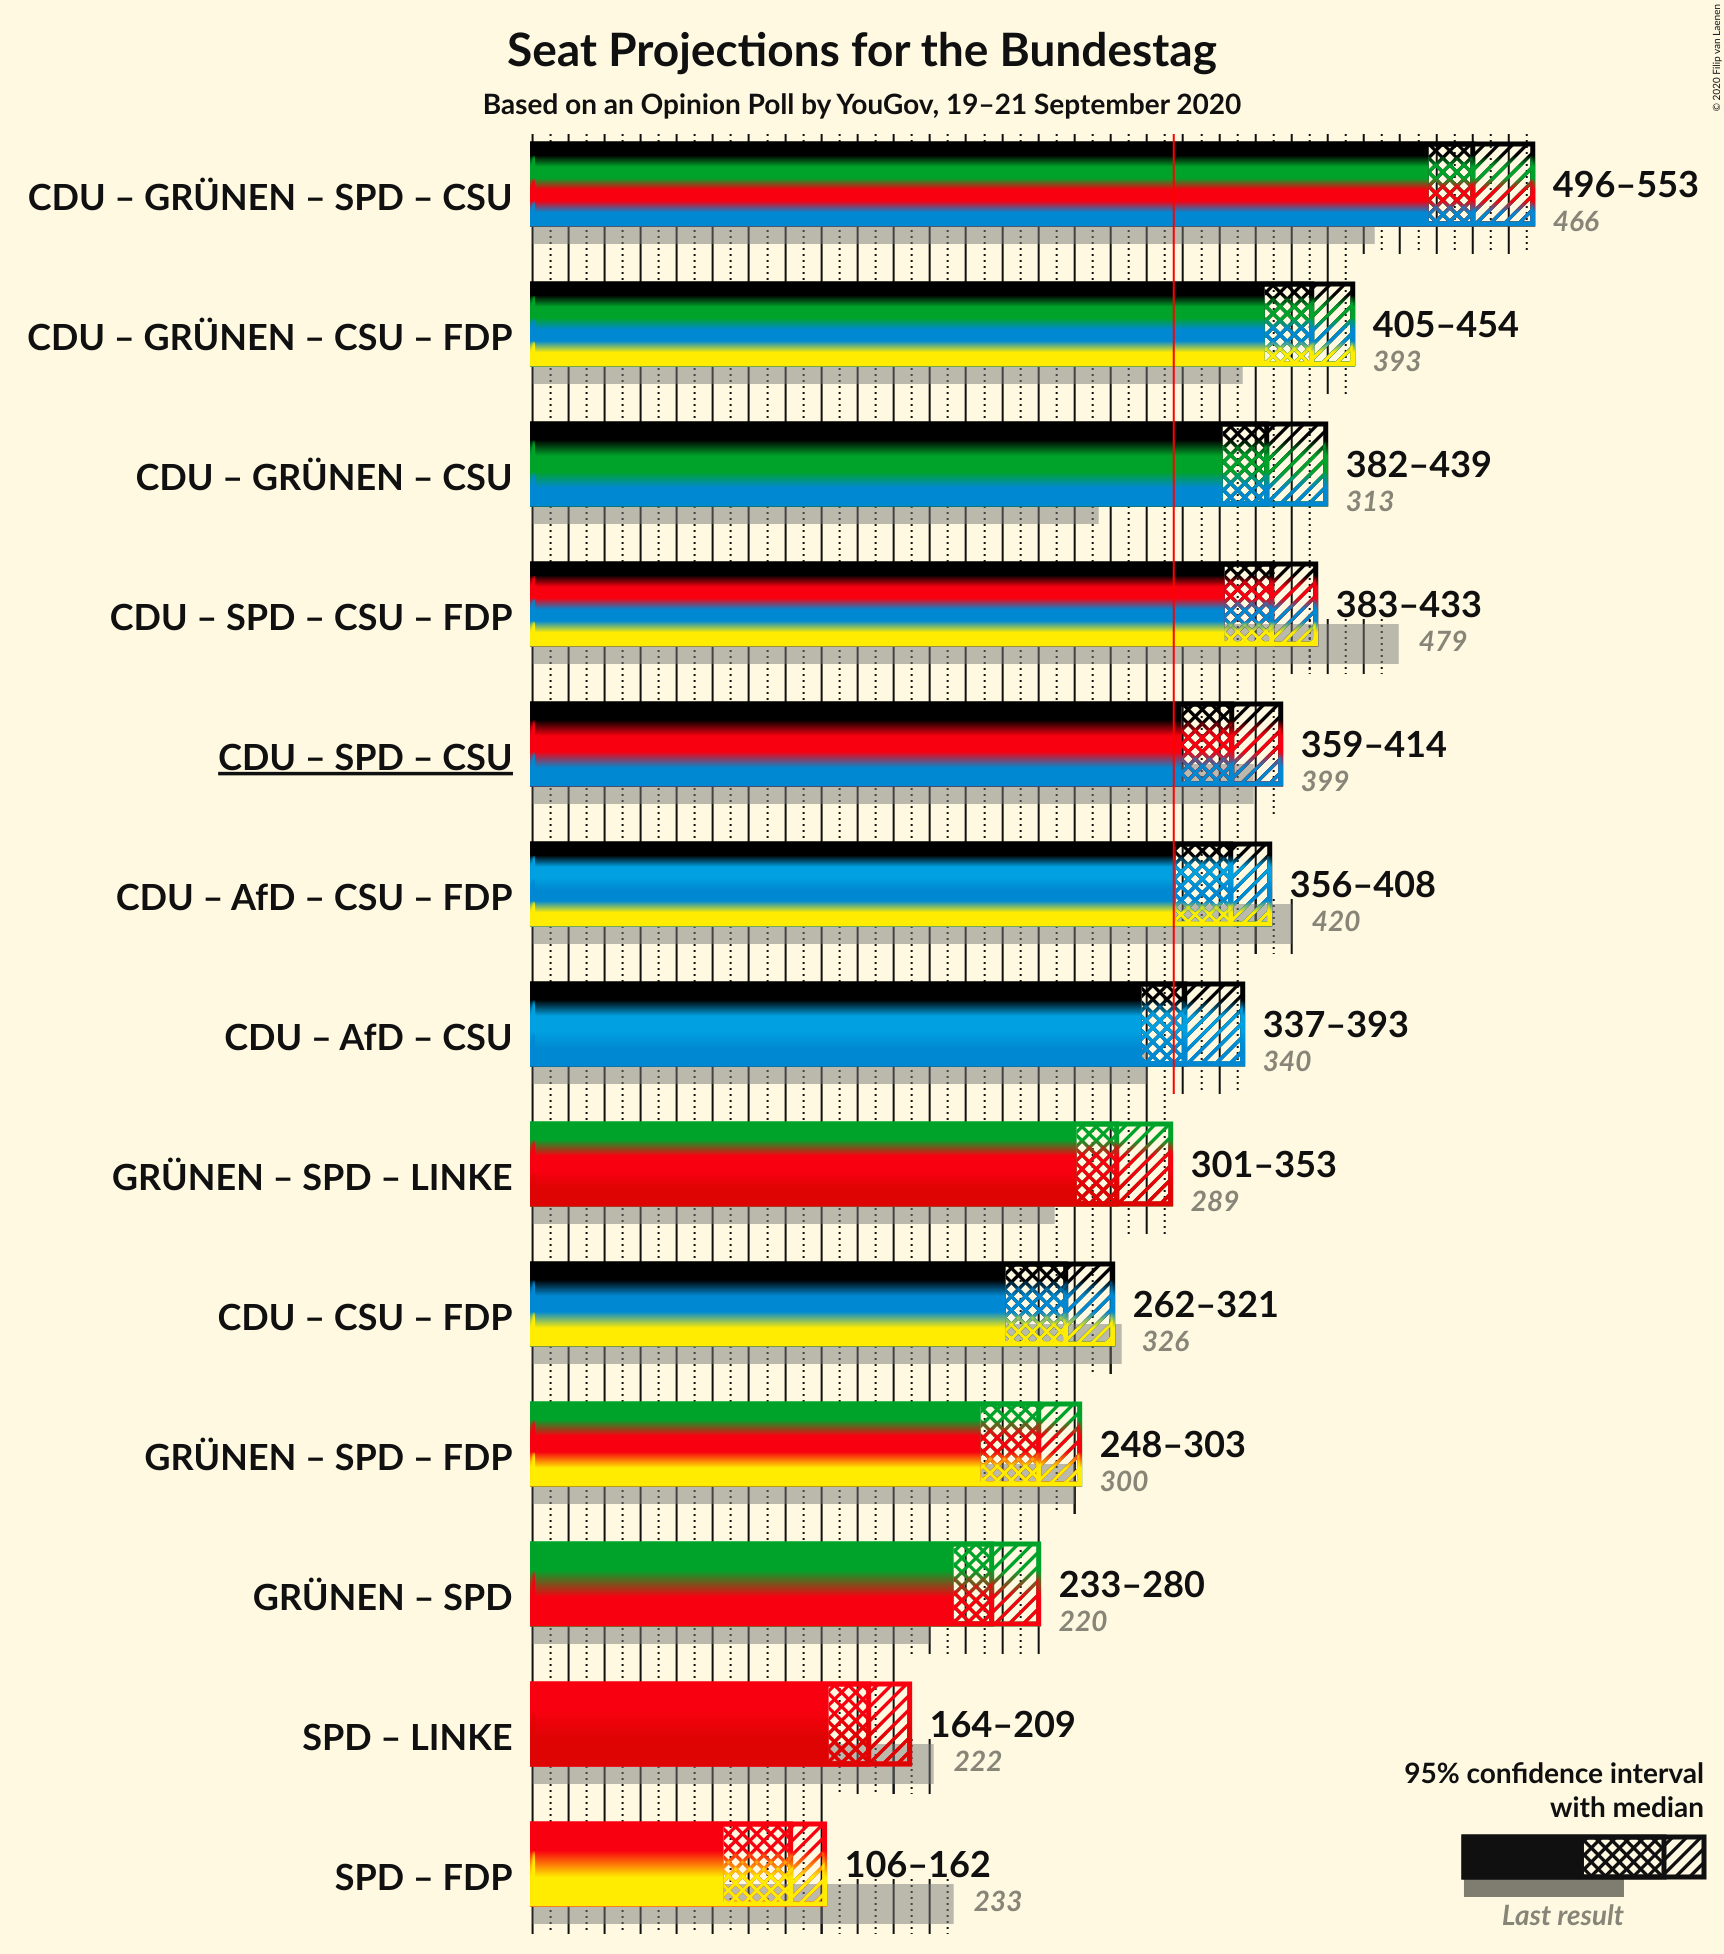 Seat Projections for the Bundestag
Based on an Opinion Poll by YouGov, 19–21 September 2020
© 2020 Filip van Laenen
CDU – GRÜNEN – SPD – CSU
496–553
466
CDU – GRÜNEN – CSU – FDP
405–454
393
CDU – GRÜNEN – CSU
382–439
313
CDU – SPD – CSU – FDP
383–433
479
CDU – SPD – CSU
359–414
399
CDU – AfD – CSU – FDP
356–408
420
CDU – AfD – CSU
337–393
340
GRÜNEN – SPD – LINKE
301–353
289
CDU – CSU – FDP
262–321
326
GRÜNEN – SPD – FDP
248–303
300
GRÜNEN – SPD
233–280
220
SPD – LINKE
164–209
222
SPD – FDP
106–162
233
95% confidence interval
with median
Last result